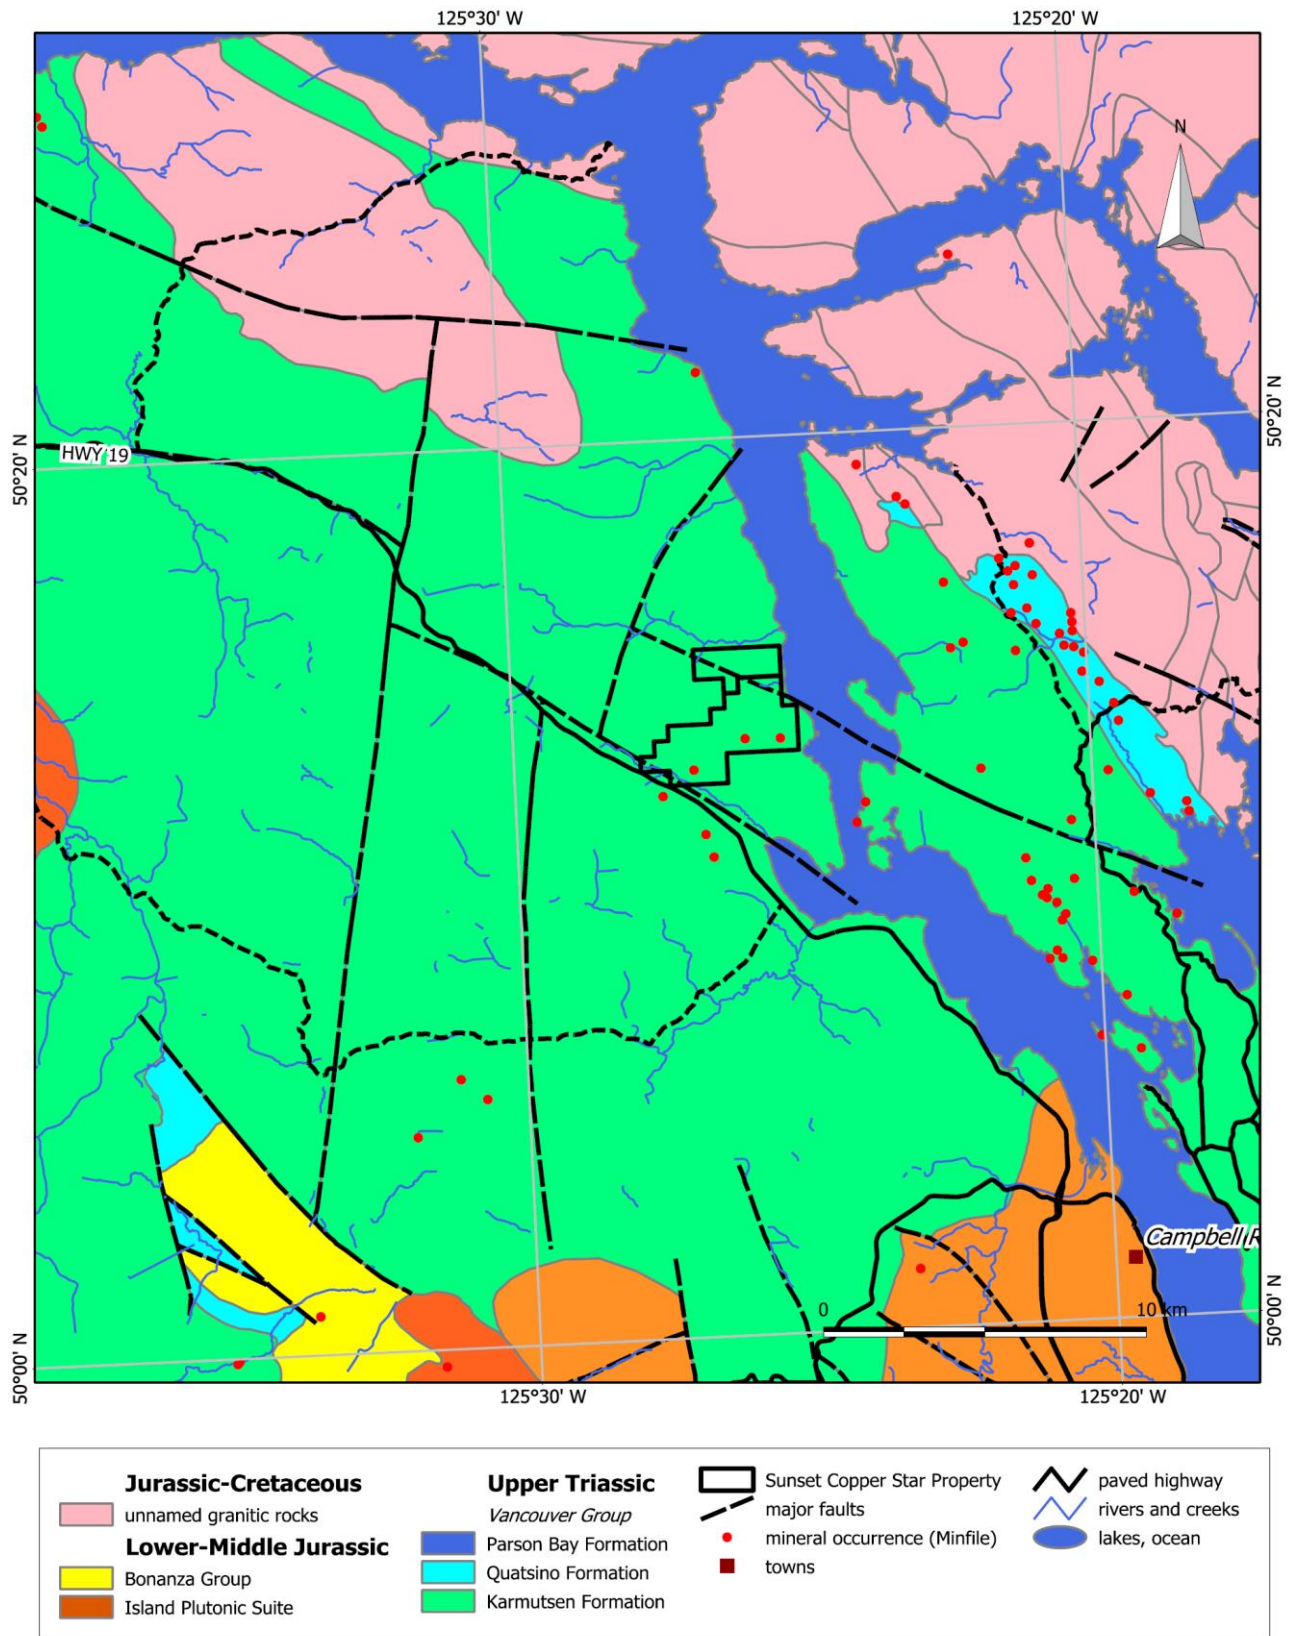 125°30' W 125°20' W
N
50°20' N
HWY 19
50°20' N
Campbell R
0 10 km
50°00' N
50°00' N
125°30' W 125°20' W
Jurassic-Cretaceous
unnamed granitic rocks
Lower-Middle Jurassic
Bonanza Group
Island Plutonic Suite
Upper Triassic
Vancouver Group
Parson Bay Formation
Quatsino Formation
Karmutsen Formation
Sunset Copper Star Property
major faults
mineral occurrence (Minfile)
towns
paved highway
rivers and creeks
lakes, ocean